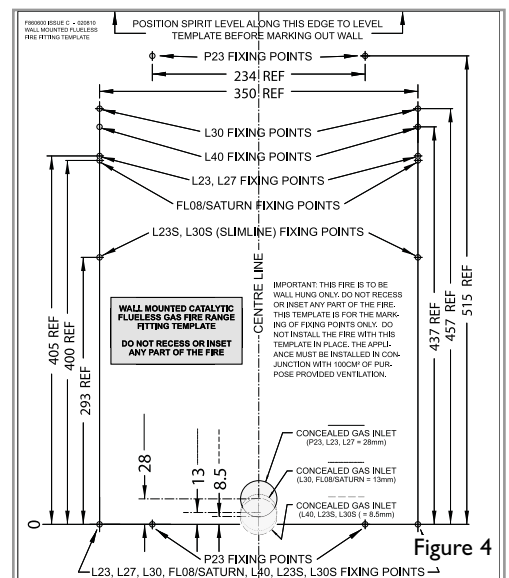 F860600 ISSUE C - 020810
WALL MOUNTED FLUELESS
FIRE FITTING TEMPLATE
POSITION SPIRIT LEVEL ALONG THIS EDGE TO LEVEL
TEMPLATE BEFORE MARKING OUT WALL
P23 FIXING POINTS
234 REF
350 REF
L30 FIXING POINTS
L40 FIXING POINTS
L23, L27 FIXING POINTS
FL08/SATURN FIXING POINTS
L23S, L30S (SLIMLINE) FIXING POINTS
CENTRE LINE
405 REF
400 REF
293 REF
515 REF
457 REF
437 REF
WALL MOUNTED CATALYTIC
FLUELESS GAS FIRE RANGE
FITTING TEMPLATE
DO NOT RECESS OR INSET
ANY PART OF THE FIRE
IMPORTANT: THIS FIRE IS TO BE
WALL HUNG ONLY. DO NOT RECESS
OR INSET ANY PART OF THE FIRE.
THIS TEMPLATE IS FOR THE MARK-
ING OF FIXING POINTS ONLY. DO
NOT INSTALL THE FIRE WITH THIS
TEMPLATE IN PLACE. THE APPLI-
ANCE MUST BE INSTALLED IN CON-
JUNCTION WITH 100CM² OF PUR-
POSE PROVIDED VENTILATION.
28
13
8.5
CONCEALED GAS INLET
(P23, L23, L27 = 28mm)
CONCEALED GAS INLET
(L30, FL08/SATURN = 13mm)
CONCEALED GAS INLET
(L40, L23S, L30S ( = 8.5mm)
0
Figure 4
P23 FIXING POINTS
L23, L27, L30, FL08/SATURN, L40, L23S, L30S FIXING POINTS